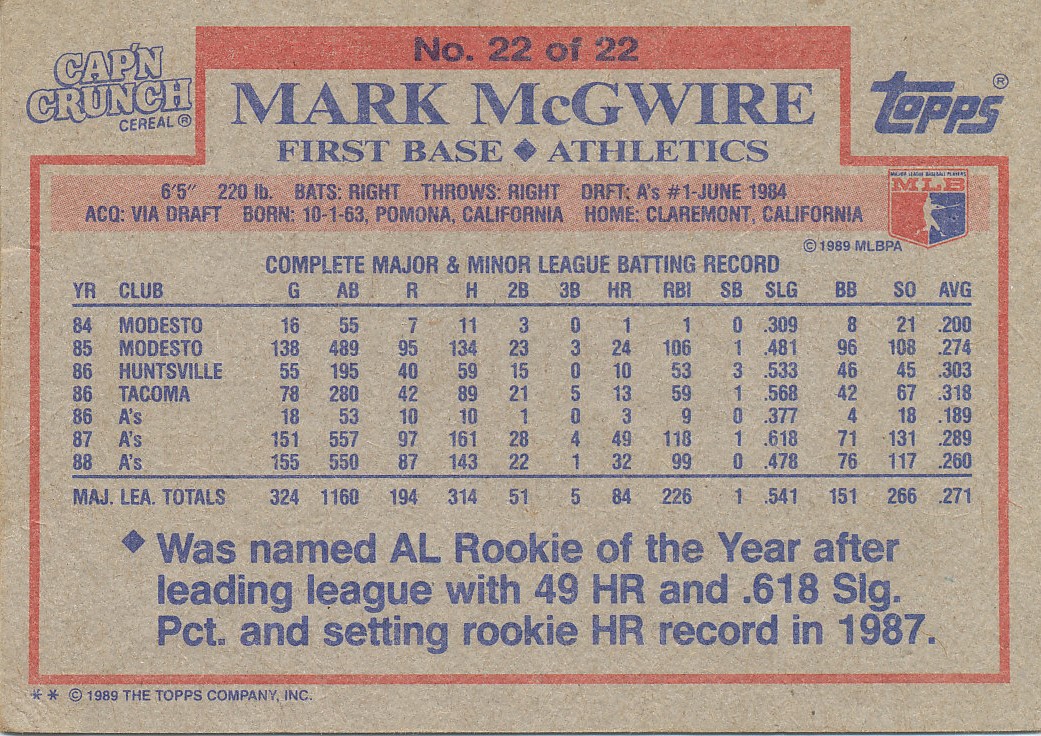 No. 22 of 22
CAP'N
CRUNCH
CEREAL®
MARK McGWIRE
Topps®
FIRST BASE ◆ ATHLETICS
6'5" 220 lb. BATS: RIGHT THROWS: RIGHT DRFT: A's #1-JUNE 1984
ACQ: VIA DRAFT BORN: 10-1-63, POMONA, CALIFORNIA HOME: CLAREMONT, CALIFORNIA
MAJOR LEAGUE BASEBALL PLAYERS
MLB
©1989 MLBPA
COMPLETE MAJOR & MINOR LEAGUE BATTING RECORD
YR CLUB G AB R H 2B 3B HR RBI SB SLG BB SO AVG
84 MODESTO 16 55 7 11 3 0 1 1 0 .309 8 21 .200
85 MODESTO 138 489 95 134 23 3 24 106 1 .481 96 108 .274
86 HUNTSVILLE 55 195 40 59 15 0 10 53 3 .533 46 45 .303
86 TACOMA 78 280 42 89 21 5 13 59 1 .568 42 67 .318
86 A's 18 53 10 10 1 0 3 9 0 .377 4 18 .189
87 A's 151 557 97 161 28 4 49 118 1 .618 71 131 .289
88 A's 155 550 87 143 22 1 32 99 0 .478 76 117 .260
MAJ. LEA. TOTALS 324 1160 194 314 51 5 84 226 1 .541 151 266 .271
◆ Was named AL Rookie of the Year after
leading league with 49 HR and .618 Slg.
Pct. and setting rookie HR record in 1987.
** © 1989 THE TOPPS COMPANY, INC.